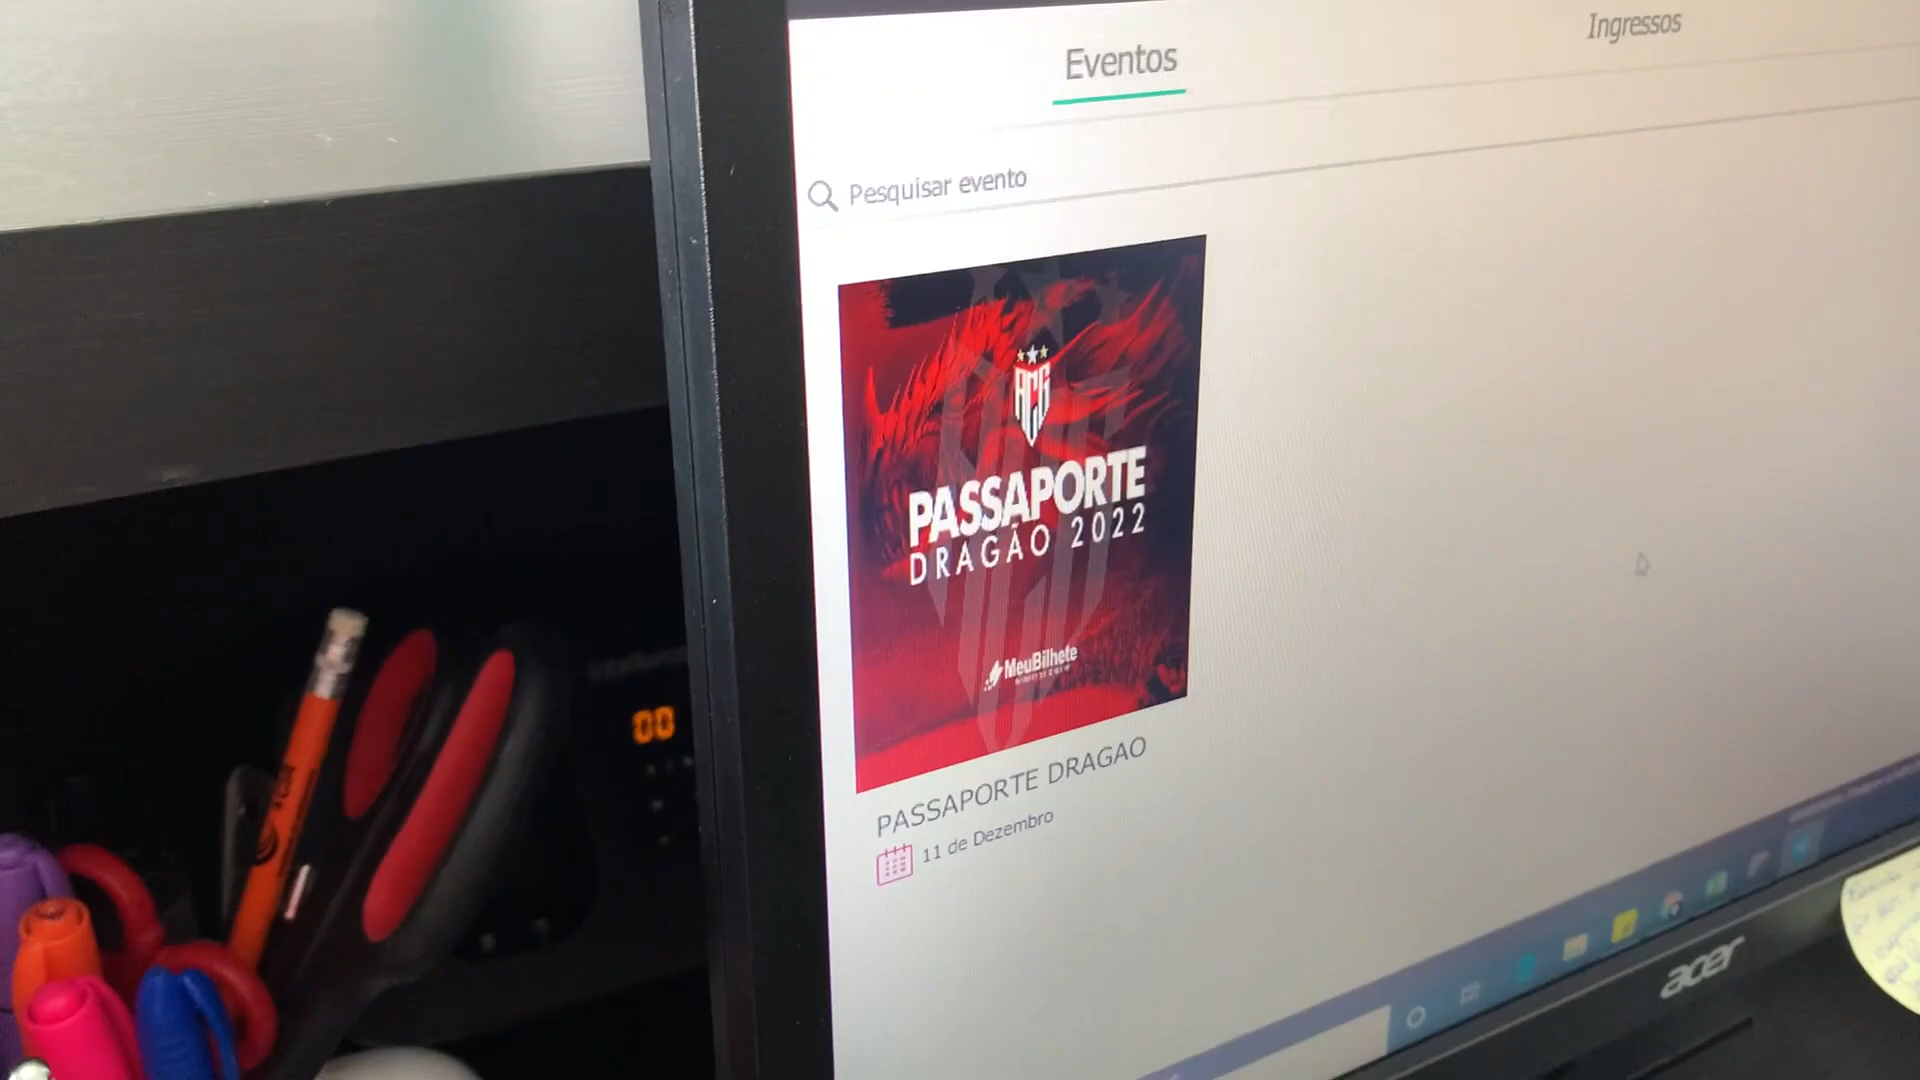 Eventos
Ingressos
Pesquisar evento
ACG
PASSAPORTE
DRAGÃO 2022
MeuBilhete
PASSAPORTE DRAGAO
11 de Dezembro
00
acer